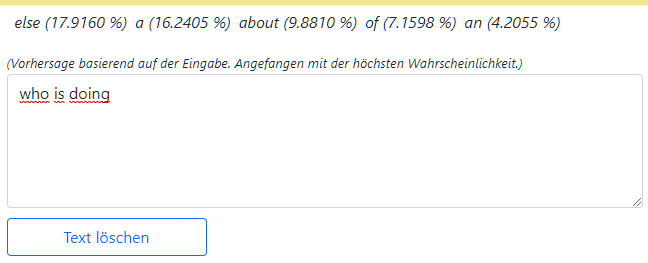 else (17.9160 %) a (16.2405 %) about (9.8810 %) of (7.1598 %) an (4.2055 %)
(Vorhersage basierend auf der Eingabe. Angefangen mit der höchsten Wahrscheinlichkeit.)
who is doing
Text löschen